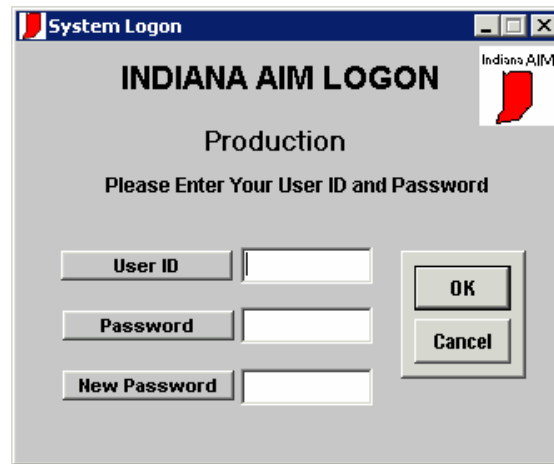 System Logon
INDIANA AIM LOGON
Indiana AIM
Production
Please Enter Your User ID and Password
User ID
OK
Password
Cancel
New Password